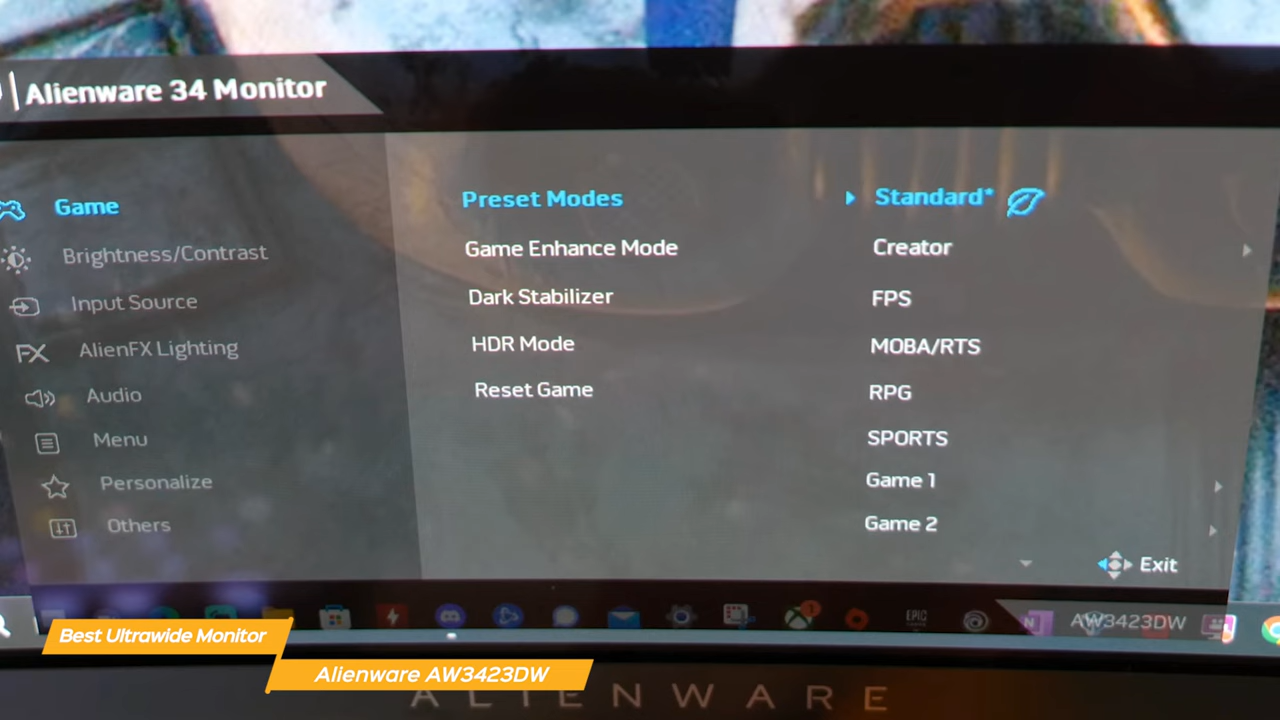 Alienware 34 Monitor
Game
Brightness/Contrast
Input Source
FX AlienFX Lighting
Audio
Menu
Personalize
Others
Preset Modes
Game Enhance Mode
Dark Stabilizer
HDR Mode
Reset Game
Standard*
Creator
FPS
MOBA/RTS
RPG
SPORTS
Game 1
Game 2
Exit
EPIC
N
1
AW3423DW
Best Ultrawide Monitor
Alienware AW3423DW
ALIENWARE